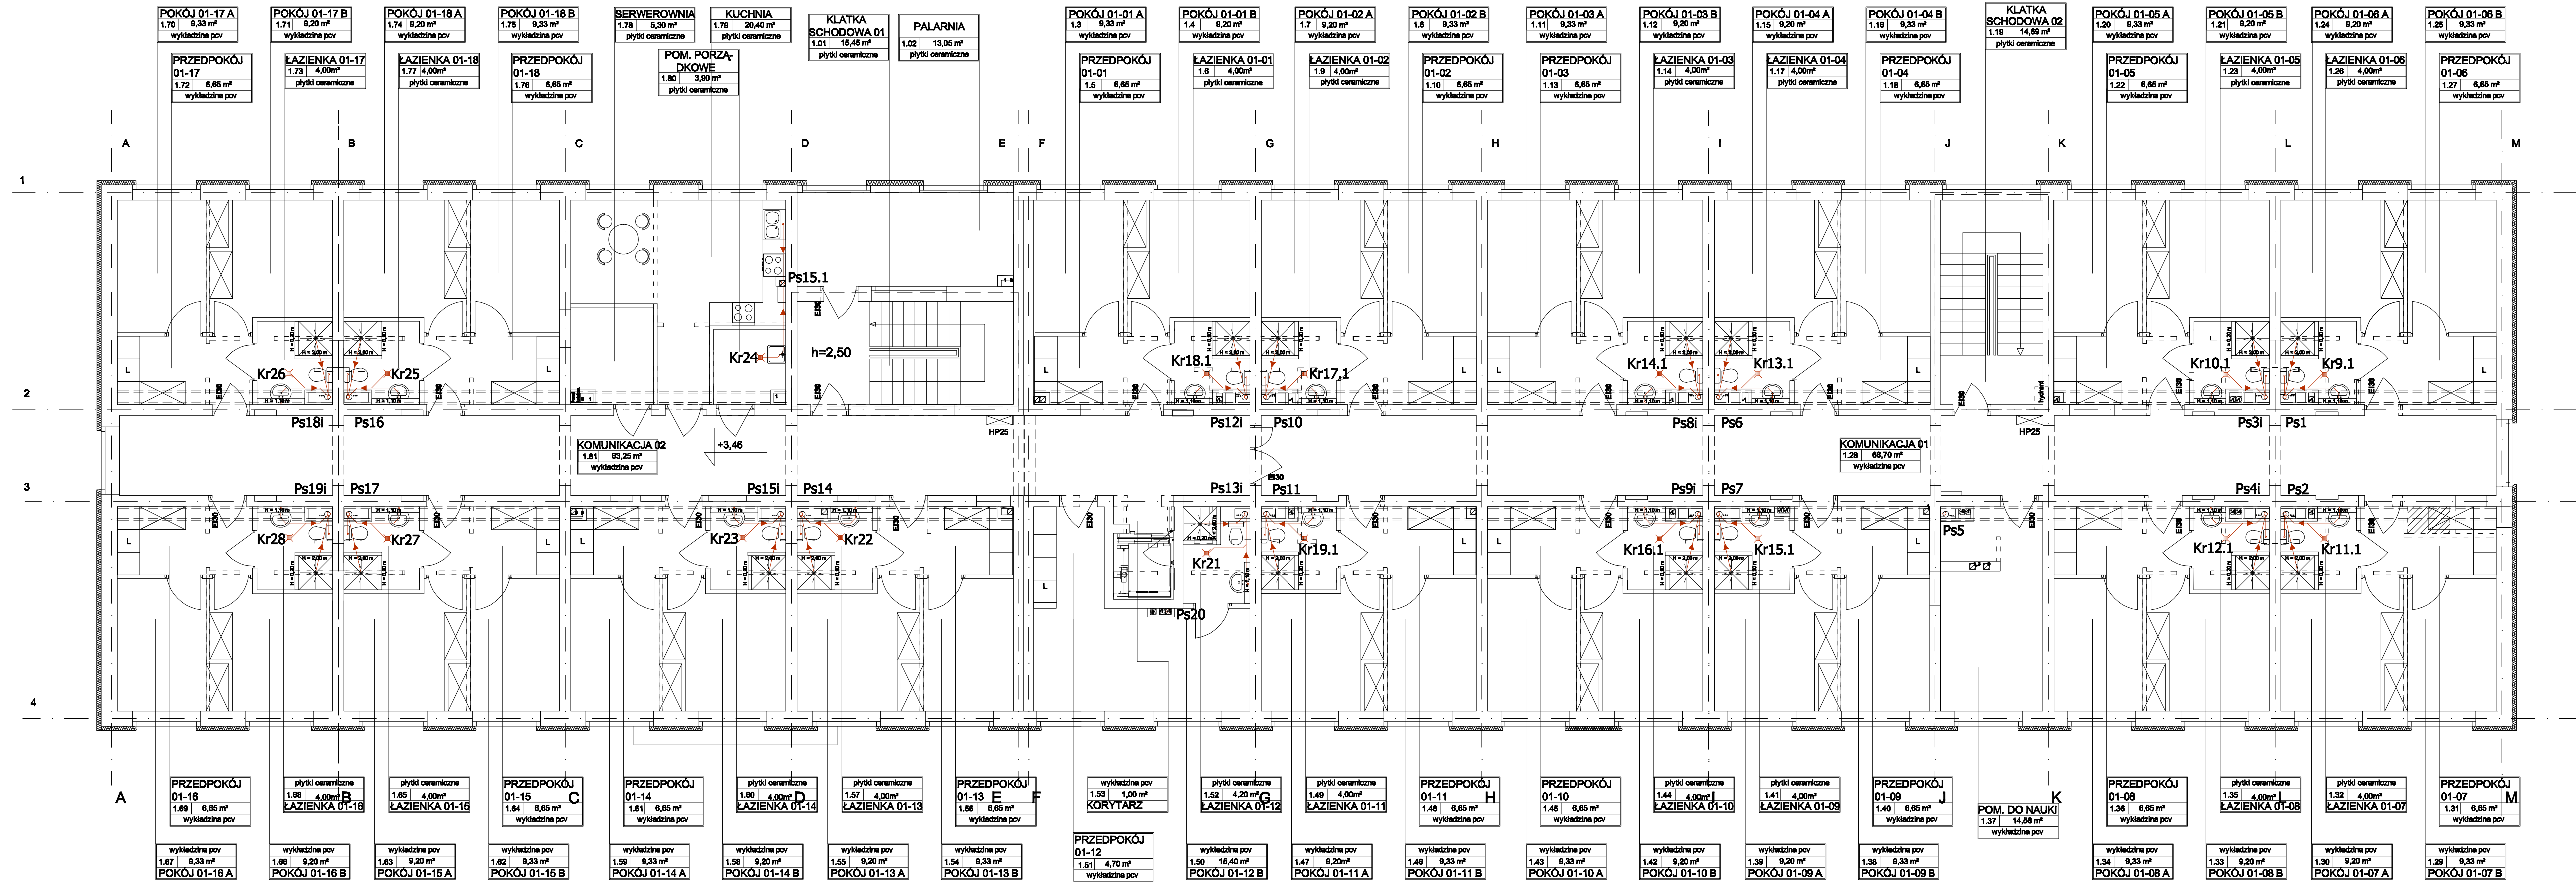 POKÓJ 01-17 A
1.70 9,33 m²
wykładzina pcv
POKÓJ 01-17 B
1.71 9,20 m²
wykładzina pcv
POKÓJ 01-18 A
1.74 9,20 m²
wykładzina pcv
POKÓJ 01-18 B
1.75 9,33 m²
wykładzina pcv
SERWEROWNIA
1.78 5,30 m²
płytki ceramiczne
KUCHNIA
1.79 20,40 m²
płytki ceramiczne
KLATKA
SCHODOWA 01
1.01 15,45 m²
płytki ceramiczne
PALARNIA
1.02 13,05 m²
płytki ceramiczne
POKÓJ 01-01 A
1.3 9,33 m²
wykładzina pcv
POKÓJ 01-01 B
1.4 9,20 m²
wykładzina pcv
POKÓJ 01-02 A
1.7 9,20 m²
wykładzina pcv
POKÓJ 01-02 B
1.6 9,33 m²
wykładzina pcv
POKÓJ 01-03 A
1.11 9,33 m²
wykładzina pcv
POKÓJ 01-03 B
1.12 9,20 m²
wykładzina pcv
POKÓJ 01-04 A
1.15 9,20 m²
wykładzina pcv
POKÓJ 01-04 B
1.16 9,33 m²
wykładzina pcv
KLATKA
SCHODOWA 02
1.19 14,69 m²
płytki ceramiczne
POKÓJ 01-05 A
1.20 9,33 m²
wykładzina pcv
POKÓJ 01-05 B
1.21 9,20 m²
wykładzina pcv
POKÓJ 01-06 A
1.24 9,20 m²
wykładzina pcv
POKÓJ 01-06 B
1.25 9,33 m²
wykładzina pcv
PRZEDPOKÓJ
01-17
1.72 6,65 m²
wykładzina pcv
ŁAZIENKA 01-17
1.73 4,00m²
płytki ceramiczne
ŁAZIENKA 01-18
1.77 4,00m²
płytki ceramiczne
PRZEDPOKÓJ
01-18
1.76 6,65 m²
wykładzina pcv
POM. PORZĄ-
DKOWE
1.80 3,90 m²
płytki ceramiczne
PRZEDPOKÓJ
01-01
1.5 6,65 m²
wykładzina pcv
ŁAZIENKA 01-01
1.6 4,00m²
płytki ceramiczne
ŁAZIENKA 01-02
1.9 4,00m²
płytki ceramiczne
PRZEDPOKÓJ
01-02
1.10 6,65 m²
wykładzina pcv
PRZEDPOKÓJ
01-03
1.13 6,65 m²
wykładzina pcv
ŁAZIENKA 01-03
1.14 4,00m²
płytki ceramiczne
ŁAZIENKA 01-04
1.17 4,00m²
płytki ceramiczne
PRZEDPOKÓJ
01-04
1.18 6,65 m²
wykładzina pcv
PRZEDPOKÓJ
01-05
1.22 6,65 m²
wykładzina pcv
ŁAZIENKA 01-05
1.23 4,00m²
płytki ceramiczne
ŁAZIENKA 01-06
1.26 4,00m²
płytki ceramiczne
PRZEDPOKÓJ
01-06
1.27 6,65 m²
wykładzina pcv
A B C D E F G H I J K L M
1
Ps15.1
EI30
h=2,50
Kr24
Kr26 Kr25 Kr18.1 Kr17.1 Kr14.1 Kr13.1 Kr10.1 Kr9.1
H = 2,00 m
H = 0,20 m
H = 1,10 m
L
hydrant
2
Ps18i Ps16 Ps12i Ps10 Ps8i Ps6 Ps3i Ps1
HP25
HP25
KOMUNIKACJA 02
1.81 63,25 m²
wykładzina pcv
+3,46
KOMUNIKACJA 01
1.28 68,70 m²
wykładzina pcv
EI30
3
Ps19i Ps17 Ps15i Ps14 Ps13i Ps11 Ps9i Ps7 Ps4i Ps2
Ps5
Kr28 Kr27 Kr23 Kr22 Kr21 Kr19.1 Kr16.1 Kr15.1 Kr12.1 Kr11.1
Ps20
4
A B C D E F G H I J K L M
PRZEDPOKÓJ
01-16
1.69 6,65 m²
wykładzina pcv
płytki ceramiczne
1.68 4,00m²
ŁAZIENKA 01-16
płytki ceramiczne
1.65 4,00m²
ŁAZIENKA 01-15
PRZEDPOKÓJ
01-15
1.64 6,65 m²
wykładzina pcv
PRZEDPOKÓJ
01-14
1.61 6,65 m²
wykładzina pcv
płytki ceramiczne
1.60 4,00m²
ŁAZIENKA 01-14
płytki ceramiczne
1.57 4,00m²
ŁAZIENKA 01-13
PRZEDPOKÓJ
01-13
1.56 6,65 m²
wykładzina pcv
wykładzina pcv
1.53 1,00 m²
KORYTARZ
płytki ceramiczne
1.52 4,20 m²
ŁAZIENKA 01-12
płytki ceramiczne
1.49 4,00m²
ŁAZIENKA 01-11
PRZEDPOKÓJ
01-11
1.48 6,65 m²
wykładzina pcv
PRZEDPOKÓJ
01-10
1.45 6,65 m²
wykładzina pcv
płytki ceramiczne
1.44 4,00m²
ŁAZIENKA 01-10
płytki ceramiczne
1.41 4,00m²
ŁAZIENKA 01-09
PRZEDPOKÓJ
01-09
1.40 6,65 m²
wykładzina pcv
POM. DO NAUKI
1.37 14,58 m²
wykładzina pcv
PRZEDPOKÓJ
01-08
1.36 6,65 m²
wykładzina pcv
płytki ceramiczne
1.35 4,00m²
ŁAZIENKA 01-08
płytki ceramiczne
1.32 4,00m²
ŁAZIENKA 01-07
PRZEDPOKÓJ
01-07
1.31 6,65 m²
wykładzina pcv
PRZEDPOKÓJ
01-12
1.51 4,70 m²
wykładzina pcv
wykładzina pcv
1.67 9,33 m²
POKÓJ 01-16 A
wykładzina pcv
1.66 9,20 m²
POKÓJ 01-16 B
wykładzina pcv
1.63 9,20 m²
POKÓJ 01-15 A
wykładzina pcv
1.62 9,33 m²
POKÓJ 01-15 B
wykładzina pcv
1.59 9,33 m²
POKÓJ 01-14 A
wykładzina pcv
1.58 9,20 m²
POKÓJ 01-14 B
wykładzina pcv
1.55 9,20 m²
POKÓJ 01-13 A
wykładzina pcv
1.54 9,33 m²
POKÓJ 01-13 B
wykładzina pcv
1.50 15,40 m²
POKÓJ 01-12 B
wykładzina pcv
1.47 9,20m²
POKÓJ 01-11 A
wykładzina pcv
1.46 9,33 m²
POKÓJ 01-11 B
wykładzina pcv
1.43 9,33 m²
POKÓJ 01-10 A
wykładzina pcv
1.42 9,20 m²
POKÓJ 01-10 B
wykładzina pcv
1.39 9,20 m²
POKÓJ 01-09 A
wykładzina pcv
1.38 9,33 m²
POKÓJ 01-09 B
wykładzina pcv
1.34 9,33 m²
POKÓJ 01-08 A
wykładzina pcv
1.33 9,20 m²
POKÓJ 01-08 B
wykładzina pcv
1.30 9,20 m²
POKÓJ 01-07 A
wykładzina pcv
1.29 9,33 m²
POKÓJ 01-07 B